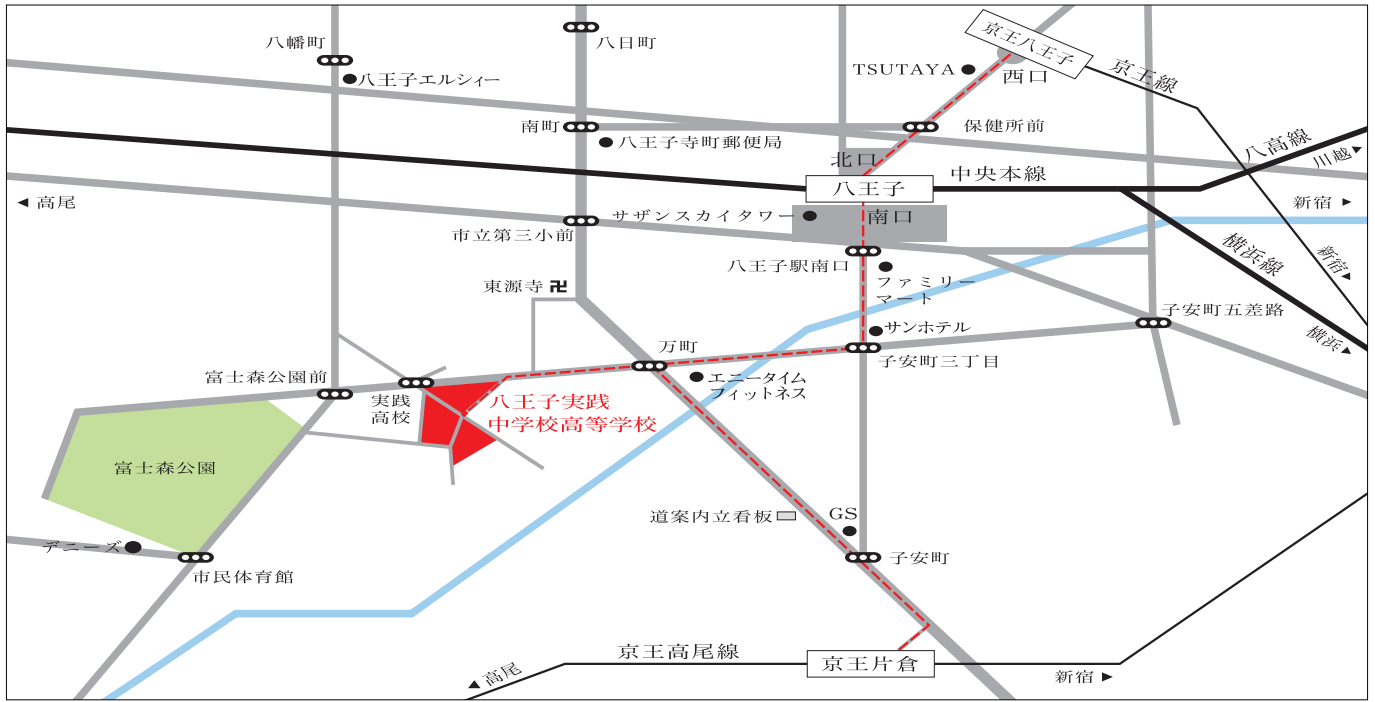 八幡町
八王子エルシィー
八日町
南町
八王子寺町郵便局
TSUTAYA
京王八王子
西口
京王線
保健所前
北口
八王子
中央本線
八高線
川越▶
◀高尾
新宿 ▶
サザンスカイタワー
南口
市立第三小前
八王子駅南口
ファミリー
マート
横浜線
新宿▶
横浜▶
東源寺卍
サンホテル
子安町五差路
万町
子安町三丁目
エニータイム
フィットネス
富士森公園前
実践
高校
八王子実践
中学校高等学校
富士森公園
道案内立看板
GS
デニーズ
市民体育館
子安町
京王高尾線
京王片倉
◀高尾
新宿▶